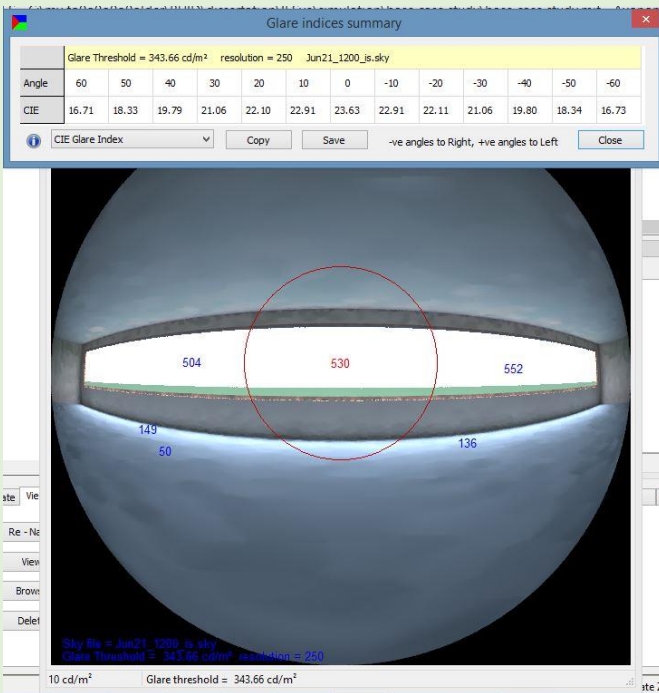 Glare indices summary
Glare Threshold = 343.66 cd/m² resolution = 250 Jun21_1200_is.sky
Angle 60 50 40 30 20 10 0 -10 -20 -30 -40 -50 -60
CIE 16.71 18.33 19.79 21.06 22.10 22.91 23.63 22.91 22.11 21.06 19.80 18.34 16.73
CIE Glare Index Copy Save -ve angles to Right, +ve angles to Left Close
504 530 552
149 136
50
ate Vie
Re - Na
View
Brows
Delet
Sky file = Jun21_1200_is.sky
Glare Threshold = 343.66 cd/m² resolution = 250
10 cd/m² Glare threshold = 343.66 cd/m²